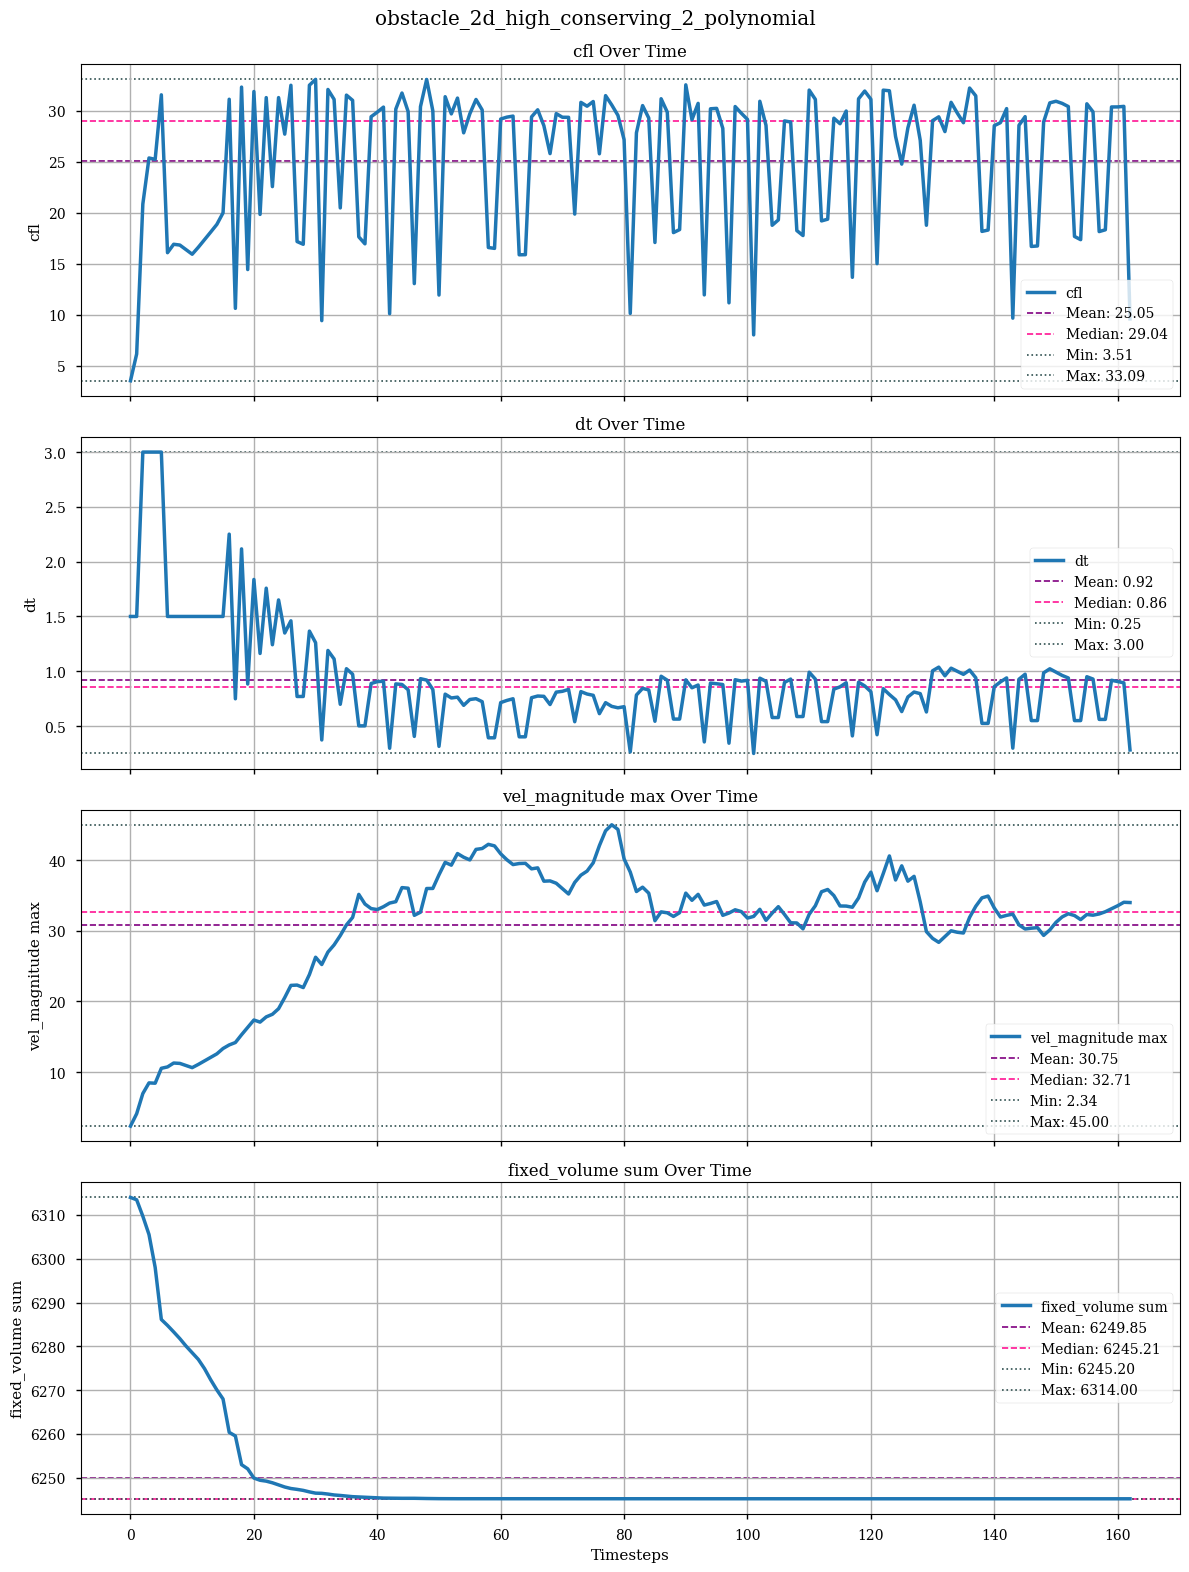 obstacle_2d_high_conserving_2_polynomial
cfl Over Time
30
25
20
15
10
5
cfl
cfl
Mean: 25.05
Median: 29.04
Min: 3.51
Max: 33.09
dt Over Time
3.0
2.5
2.0
1.5
1.0
0.5
dt
dt
Mean: 0.92
Median: 0.86
Min: 0.25
Max: 3.00
vel_magnitude max Over Time
40
30
20
10
vel_magnitude max
vel_magnitude max
Mean: 30.75
Median: 32.71
Min: 2.34
Max: 45.00
fixed_volume sum Over Time
6310
6300
6290
6280
6270
6260
6250
fixed_volume sum
fixed_volume sum
Mean: 6249.85
Median: 6245.21
Min: 6245.20
Max: 6314.00
0 20 40 60 80 100 120 140 160
Timesteps